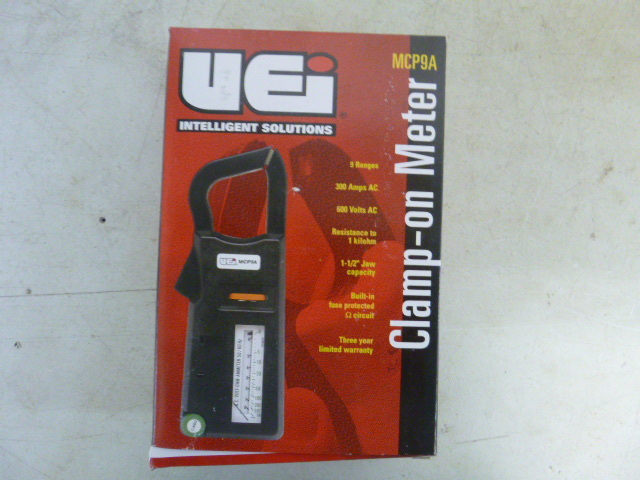 UEi
INTELLIGENT SOLUTIONS
MCP9A
Clamp-on Meter
9 Ranges
300 Amps AC
600 Volts AC
Resistance to
1 kilohm
1-1/2" Jaw
capacity
Built-in
fuse protected
Ω circuit
Three year
limited warranty
UEi MCP9A